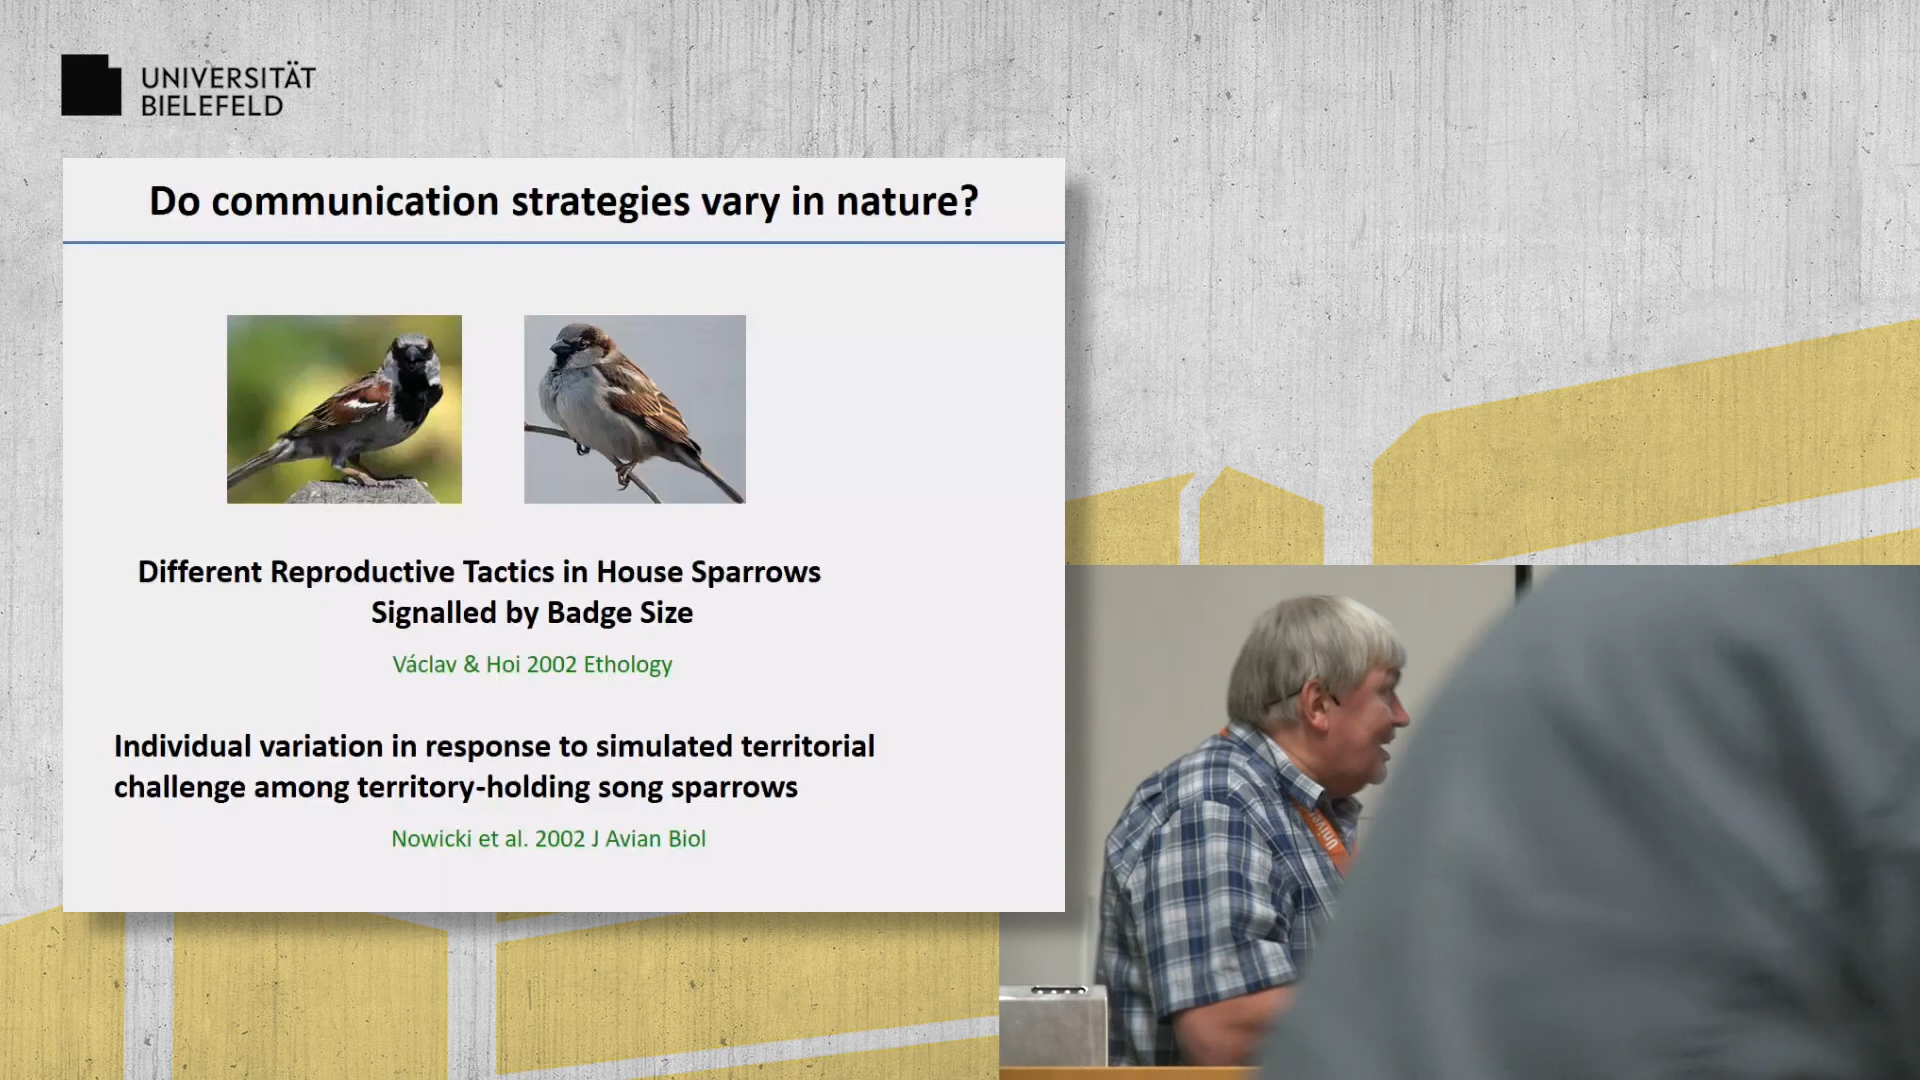 UNIVERSITÄT
BIELEFELD
Do communication strategies vary in nature?
Different Reproductive Tactics in House Sparrows
Signalled by Badge Size
Václav & Hoi 2002 Ethology
Individual variation in response to simulated territorial
challenge among territory-holding song sparrows
Nowicki et al. 2002 J Avian Biol